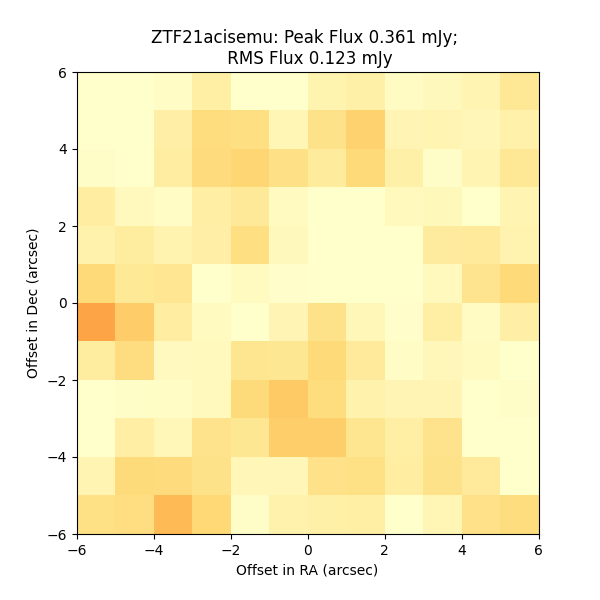 ZTF21acisemu: Peak Flux 0.361 mJy;
RMS Flux 0.123 mJy
6
4
2
0
−2
−4
−6
Offset in Dec (arcsec)
−6 −4 −2 0 2 4 6
Offset in RA (arcsec)